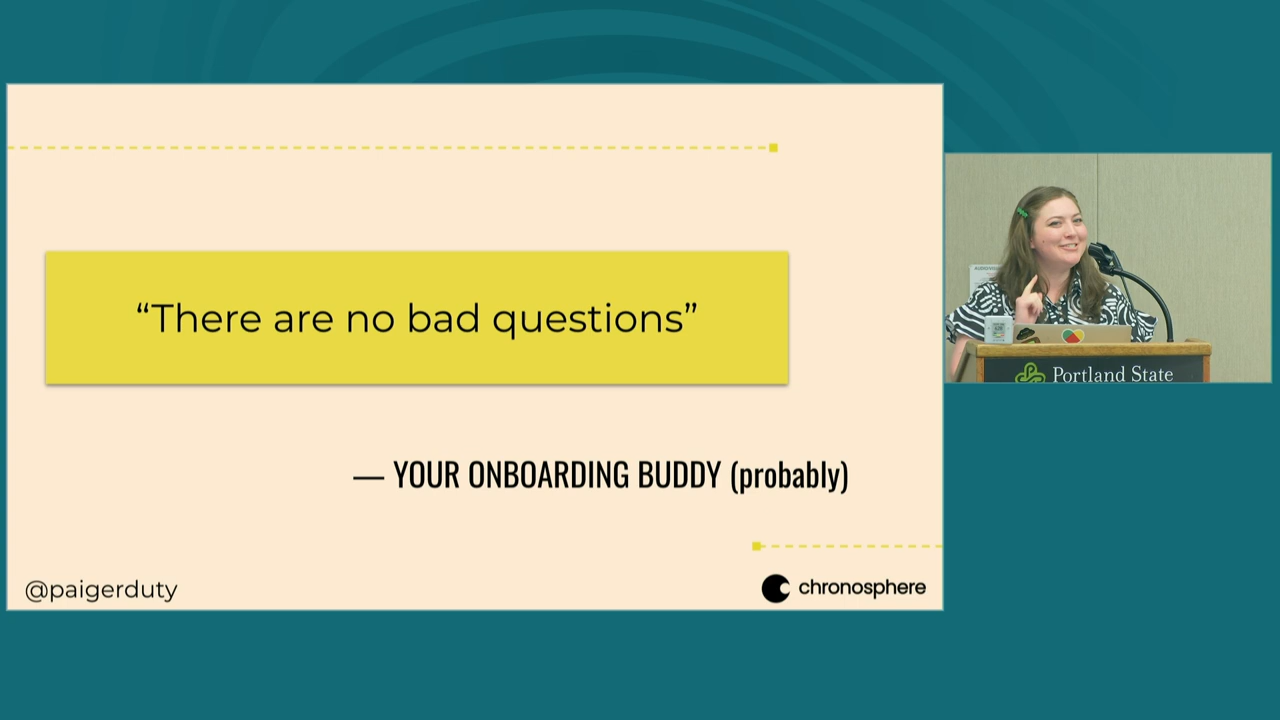 “There are no bad questions”
— YOUR ONBOARDING BUDDY (probably)
@paigerduty
chronosphere
Portland State